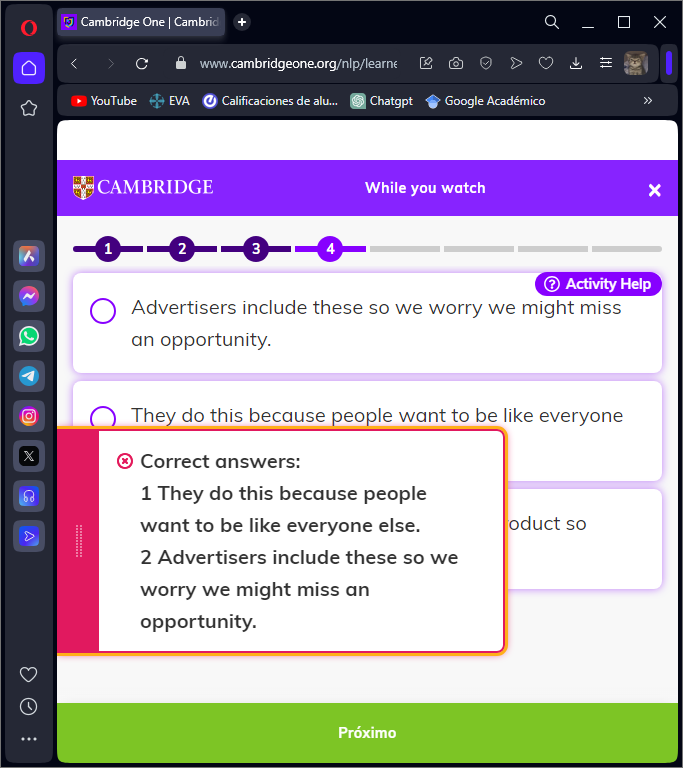 Cambridge One | Cambrid
www.cambridgeone.org/nlp/learne
YouTube
EVA
Calificaciones de alu...
Chatgpt
Google Académico
»
CAMBRIDGE
While you watch
1
2
3
4
Activity Help
Advertisers include these so we worry we might miss
an opportunity.
They do this because people want to be like everyone
roduct so
Correct answers:
1 They do this because people
want to be like everyone else.
2 Advertisers include these so we
worry we might miss an
opportunity.
Próximo